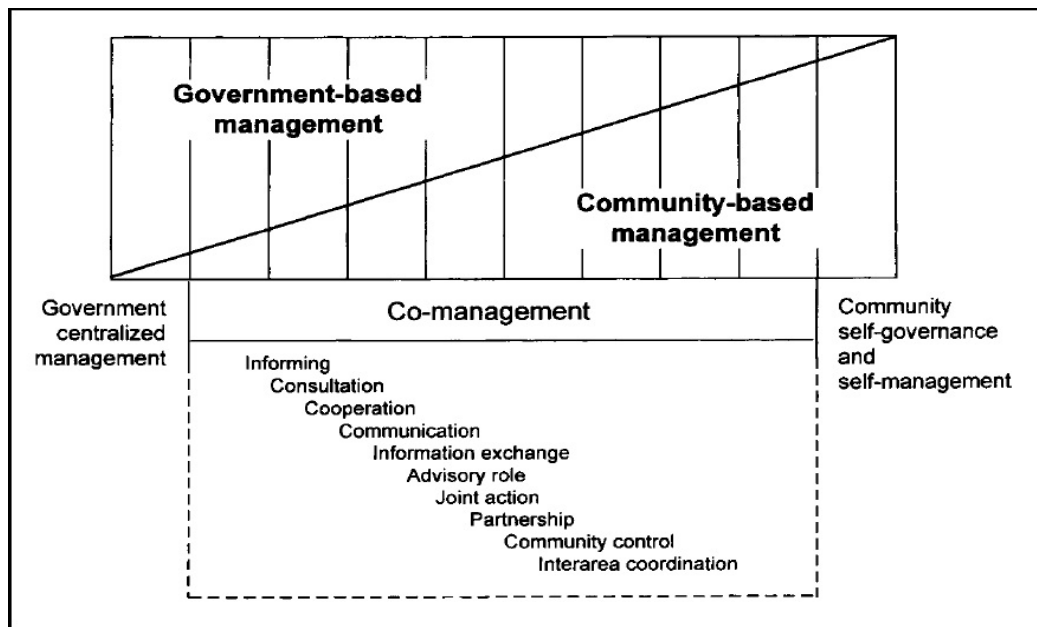 Government-based
management
Community-based
management
Government
centralized
management
Co-management
Community
self-governance
and
self-management
Informing
Consultation
Cooperation
Communication
Information exchange
Advisory role
Joint action
Partnership
Community control
Interarea coordination